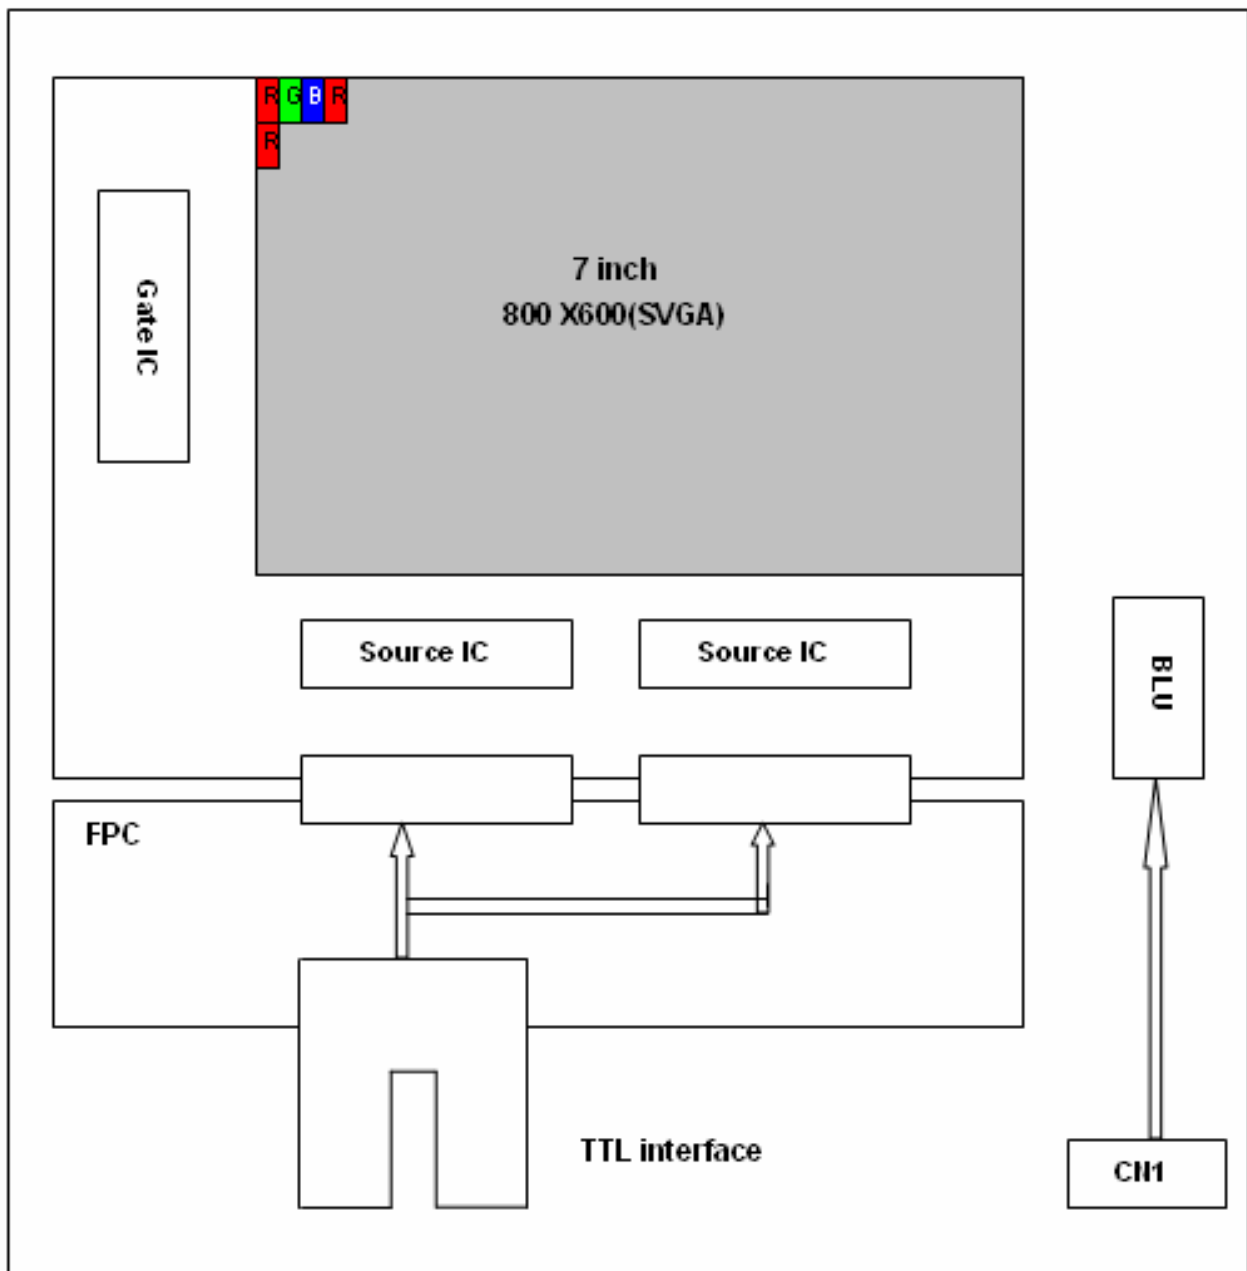 R G B R
R
7 inch
800 X600(SVGA)
Gate IC
Source IC Source IC
BLU
FPC
TTL interface
CN1